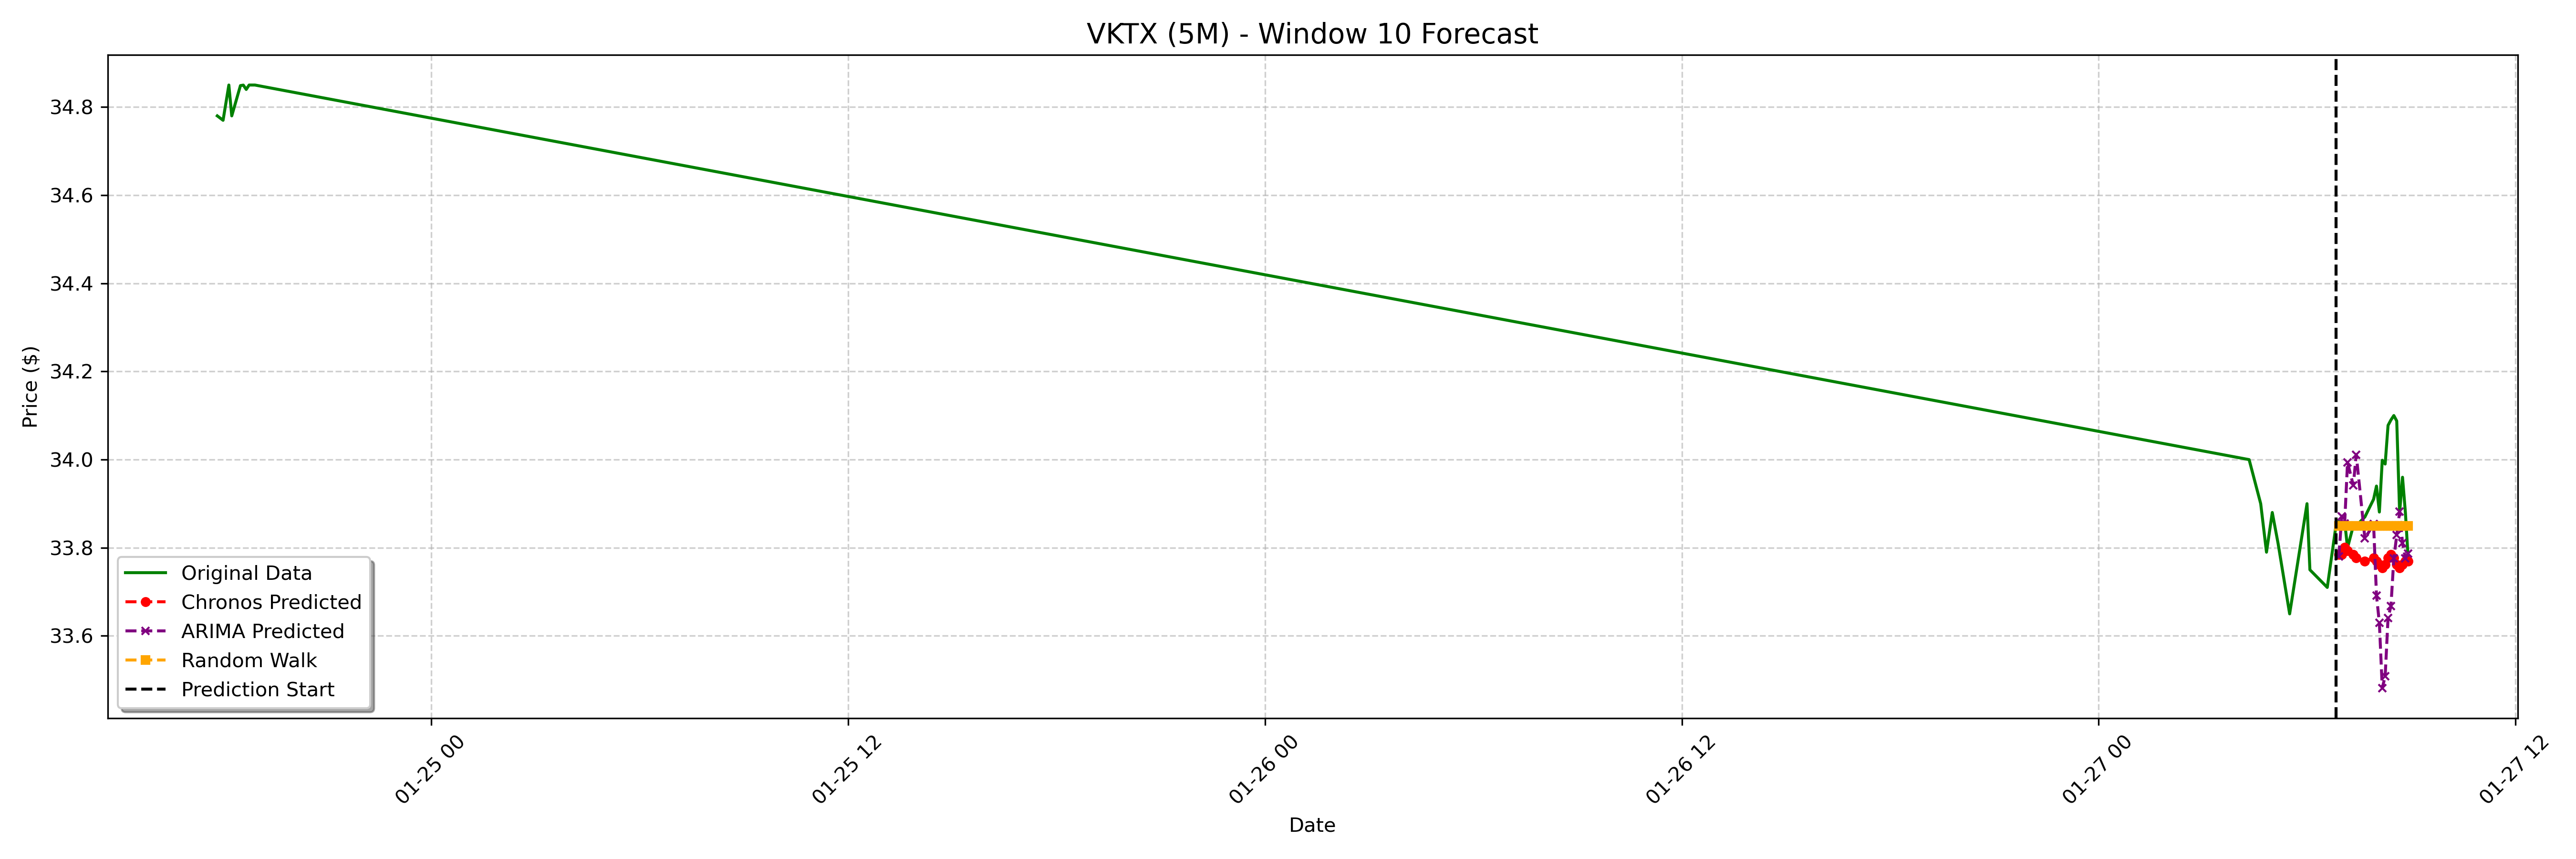 VKTX (5M) - Window 10 Forecast
Price ($)
34.8
34.6
34.4
34.2
34.0
33.8
33.6
Original Data
Chronos Predicted
ARIMA Predicted
Random Walk
Prediction Start
01-25 00
01-25 12
01-26 00
01-26 12
01-27 00
01-27 12
Date